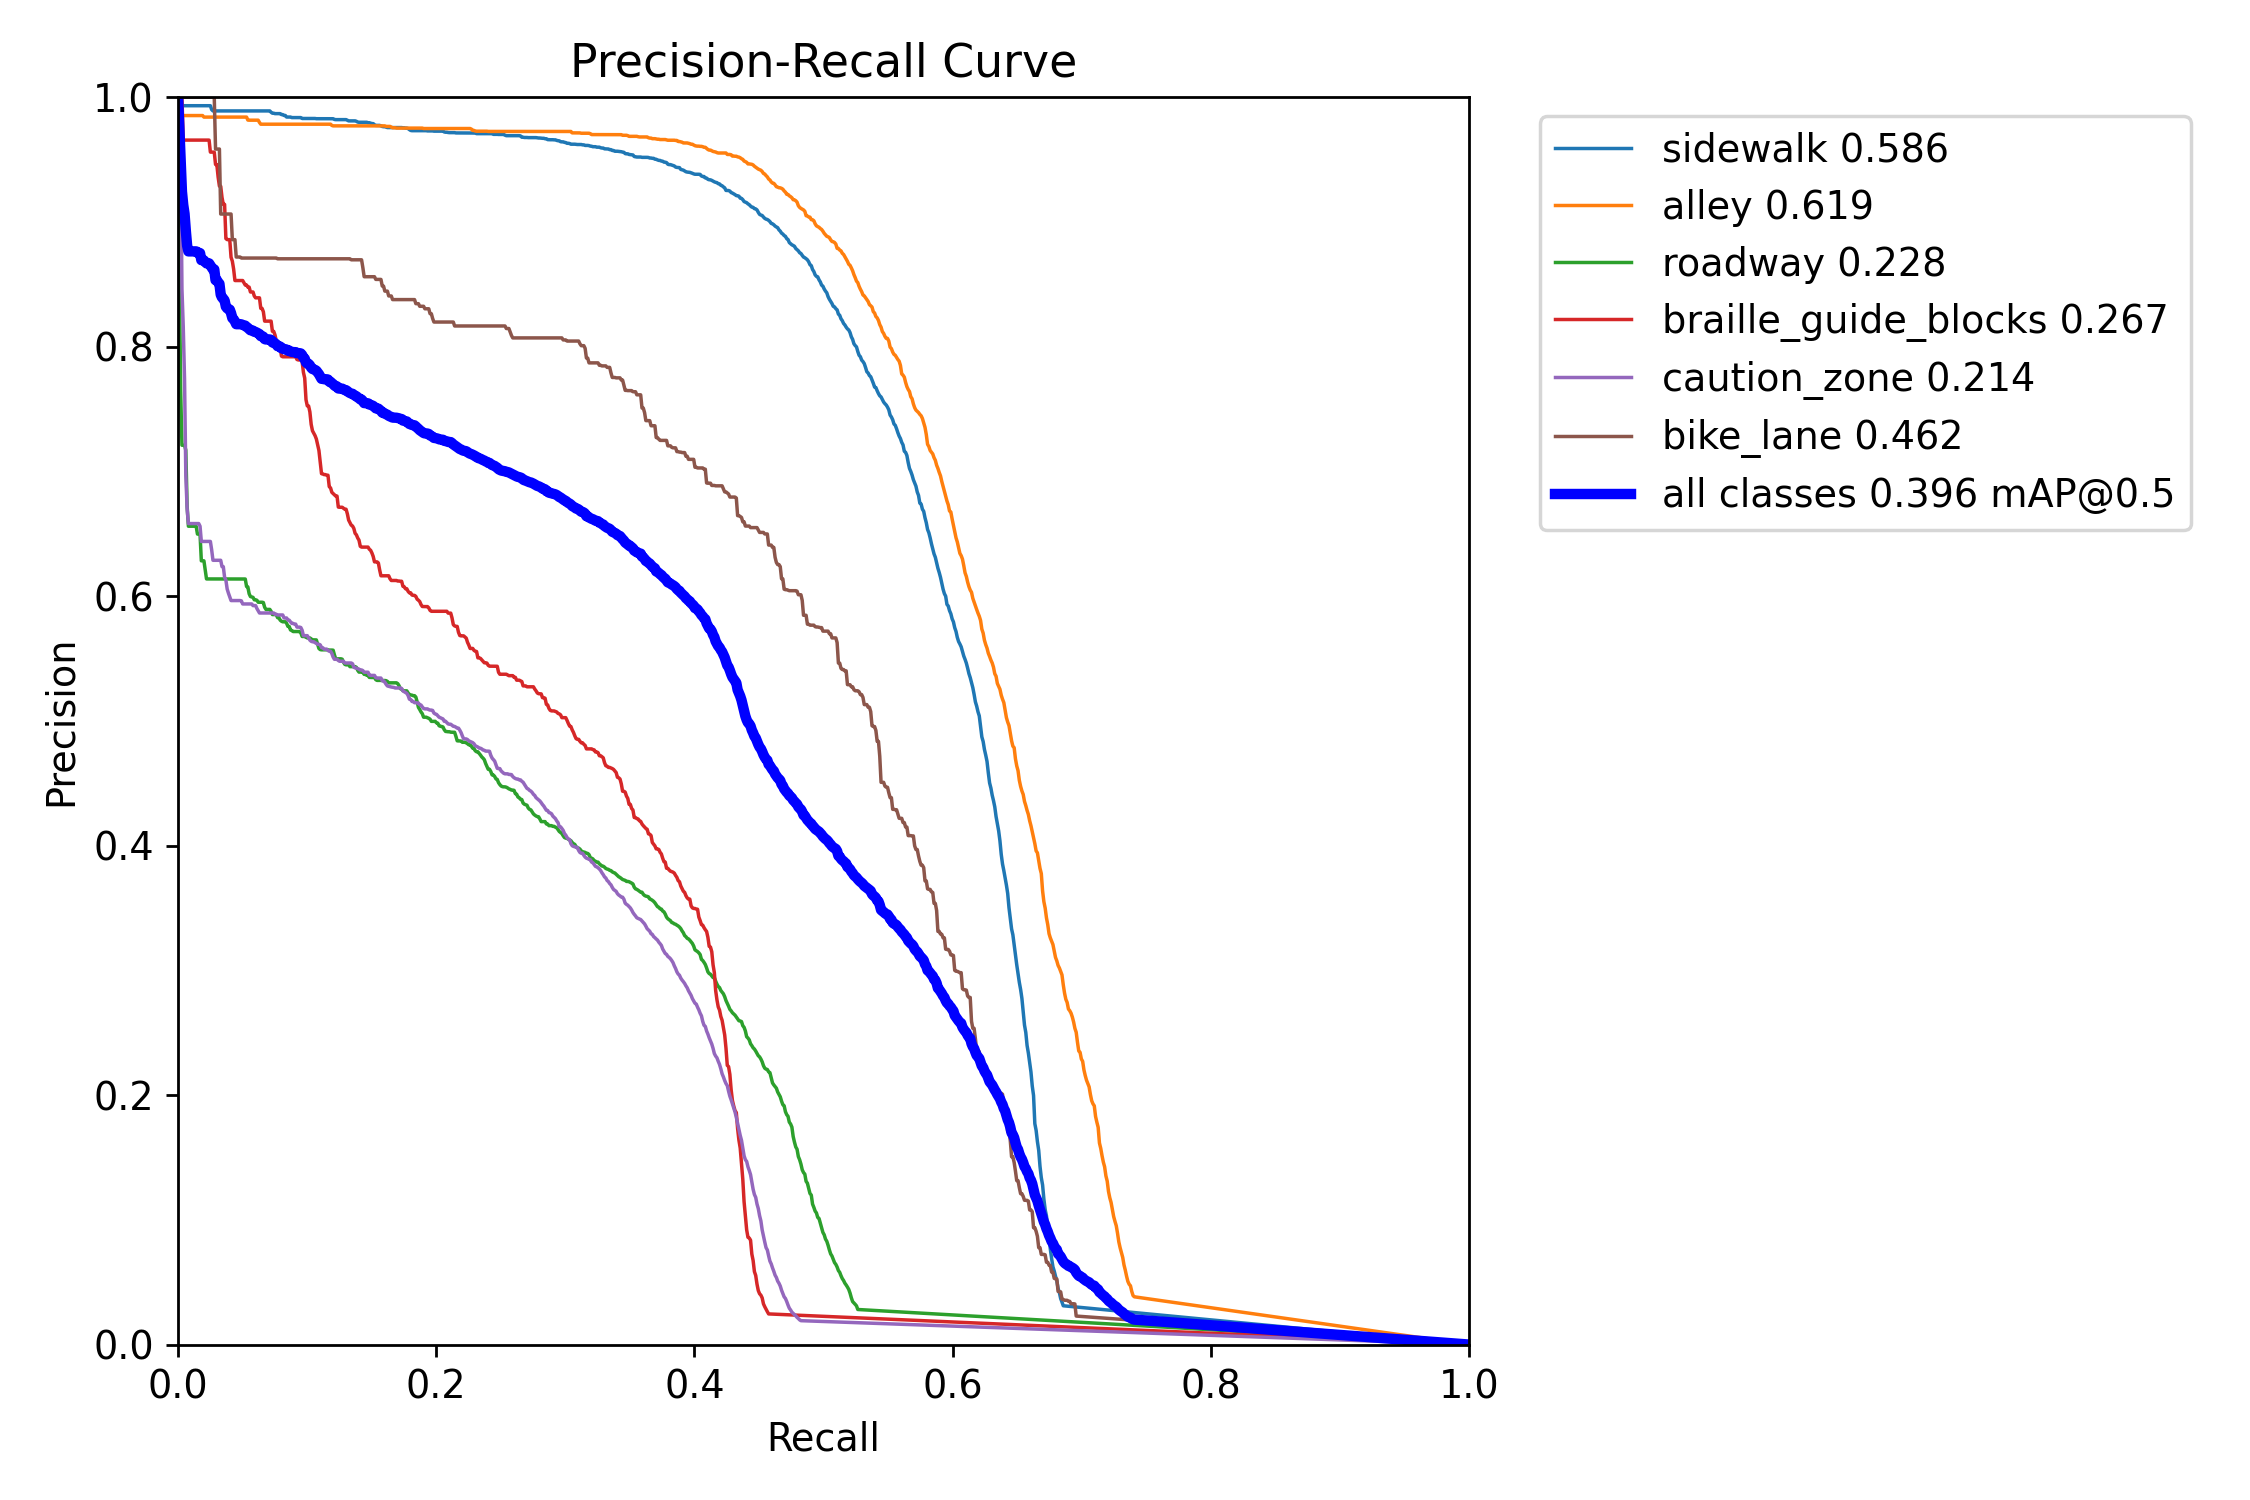 Precision-Recall Curve
1.0
0.8
0.6
0.4
0.2
0.0
Precision
0.0 0.2 0.4 0.6 0.8 1.0
Recall
sidewalk 0.586
alley 0.619
roadway 0.228
braille_guide_blocks 0.267
caution_zone 0.214
bike_lane 0.462
all classes 0.396 mAP@0.5